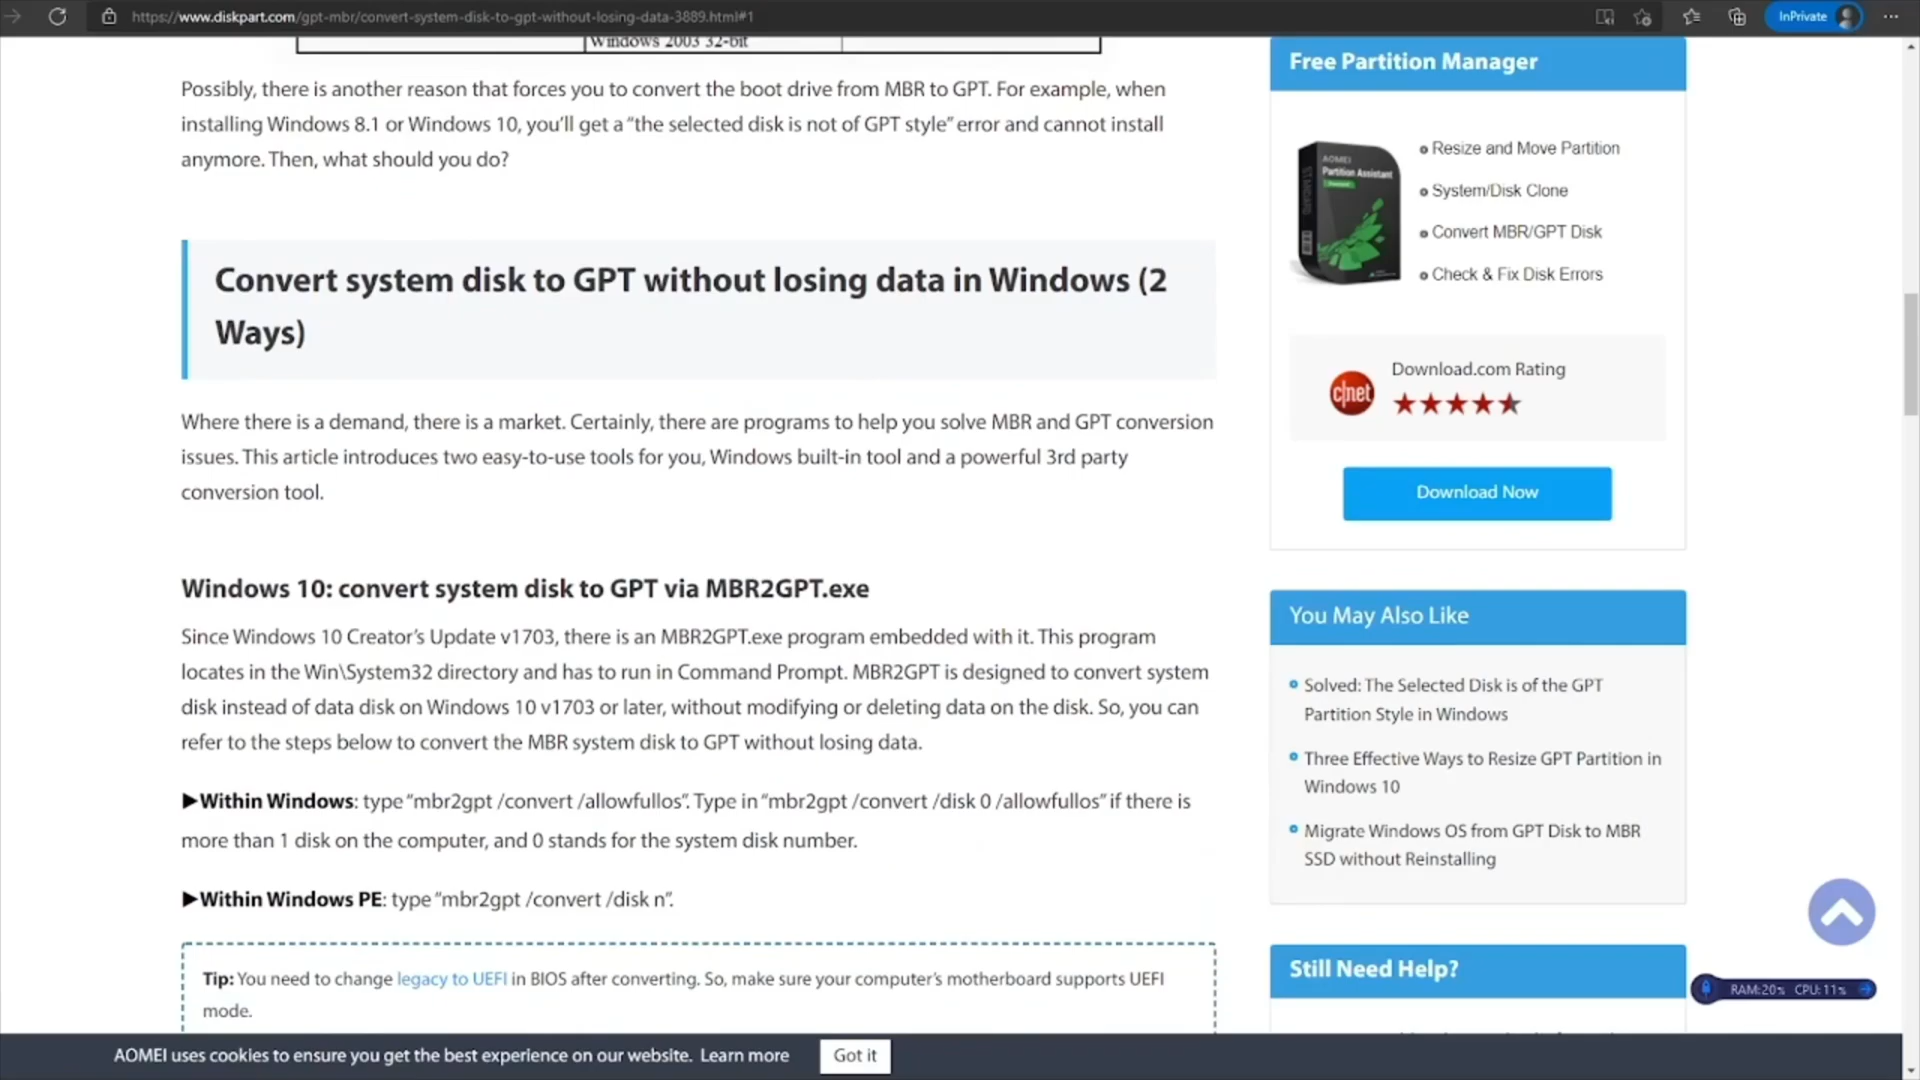 https://www.diskpart.com/gpt-mbr/convert-system-disk-to-gpt-without-losing-data-3889.html#1
InPrivate
Windows 2003 32-bit
Possibly, there is another reason that forces you to convert the boot drive from MBR to GPT. For example, when
installing Windows 8.1 or Windows 10, you'll get a “the selected disk is not of GPT style” error and cannot install
anymore. Then, what should you do?
Convert system disk to GPT without losing data in Windows (2
Ways)
Where there is a demand, there is a market. Certainly, there are programs to help you solve MBR and GPT conversion
issues. This article introduces two easy-to-use tools for you, Windows built-in tool and a powerful 3rd party
conversion tool.
Windows 10: convert system disk to GPT via MBR2GPT.exe
Since Windows 10 Creator's Update v1703, there is an MBR2GPT.exe program embedded with it. This program
locates in the Win\System32 directory and has to run in Command Prompt. MBR2GPT is designed to convert system
disk instead of data disk on Windows 10 v1703 or later, without modifying or deleting data on the disk. So, you can
refer to the steps below to convert the MBR system disk to GPT without losing data.
▶Within Windows: type “mbr2gpt /convert /allowfullos”. Type in “mbr2gpt /convert /disk 0 /allowfullos” if there is
more than 1 disk on the computer, and 0 stands for the system disk number.
▶Within Windows PE: type “mbr2gpt /convert /disk n”.
Tip: You need to change legacy to UEFI in BIOS after converting. So, make sure your computer's motherboard supports UEFI
mode.
Free Partition Manager
AOMEI
Partition Assistant
STANDARD
Resize and Move Partition
System/Disk Clone
Convert MBR/GPT Disk
Check & Fix Disk Errors
c|net
Download.com Rating
Download Now
You May Also Like
Solved: The Selected Disk is of the GPT
Partition Style in Windows
Three Effective Ways to Resize GPT Partition in
Windows 10
Migrate Windows OS from GPT Disk to MBR
SSD without Reinstalling
Still Need Help?
RAM:20% CPU:11%
AOMEI uses cookies to ensure you get the best experience on our website. Learn more
Got it